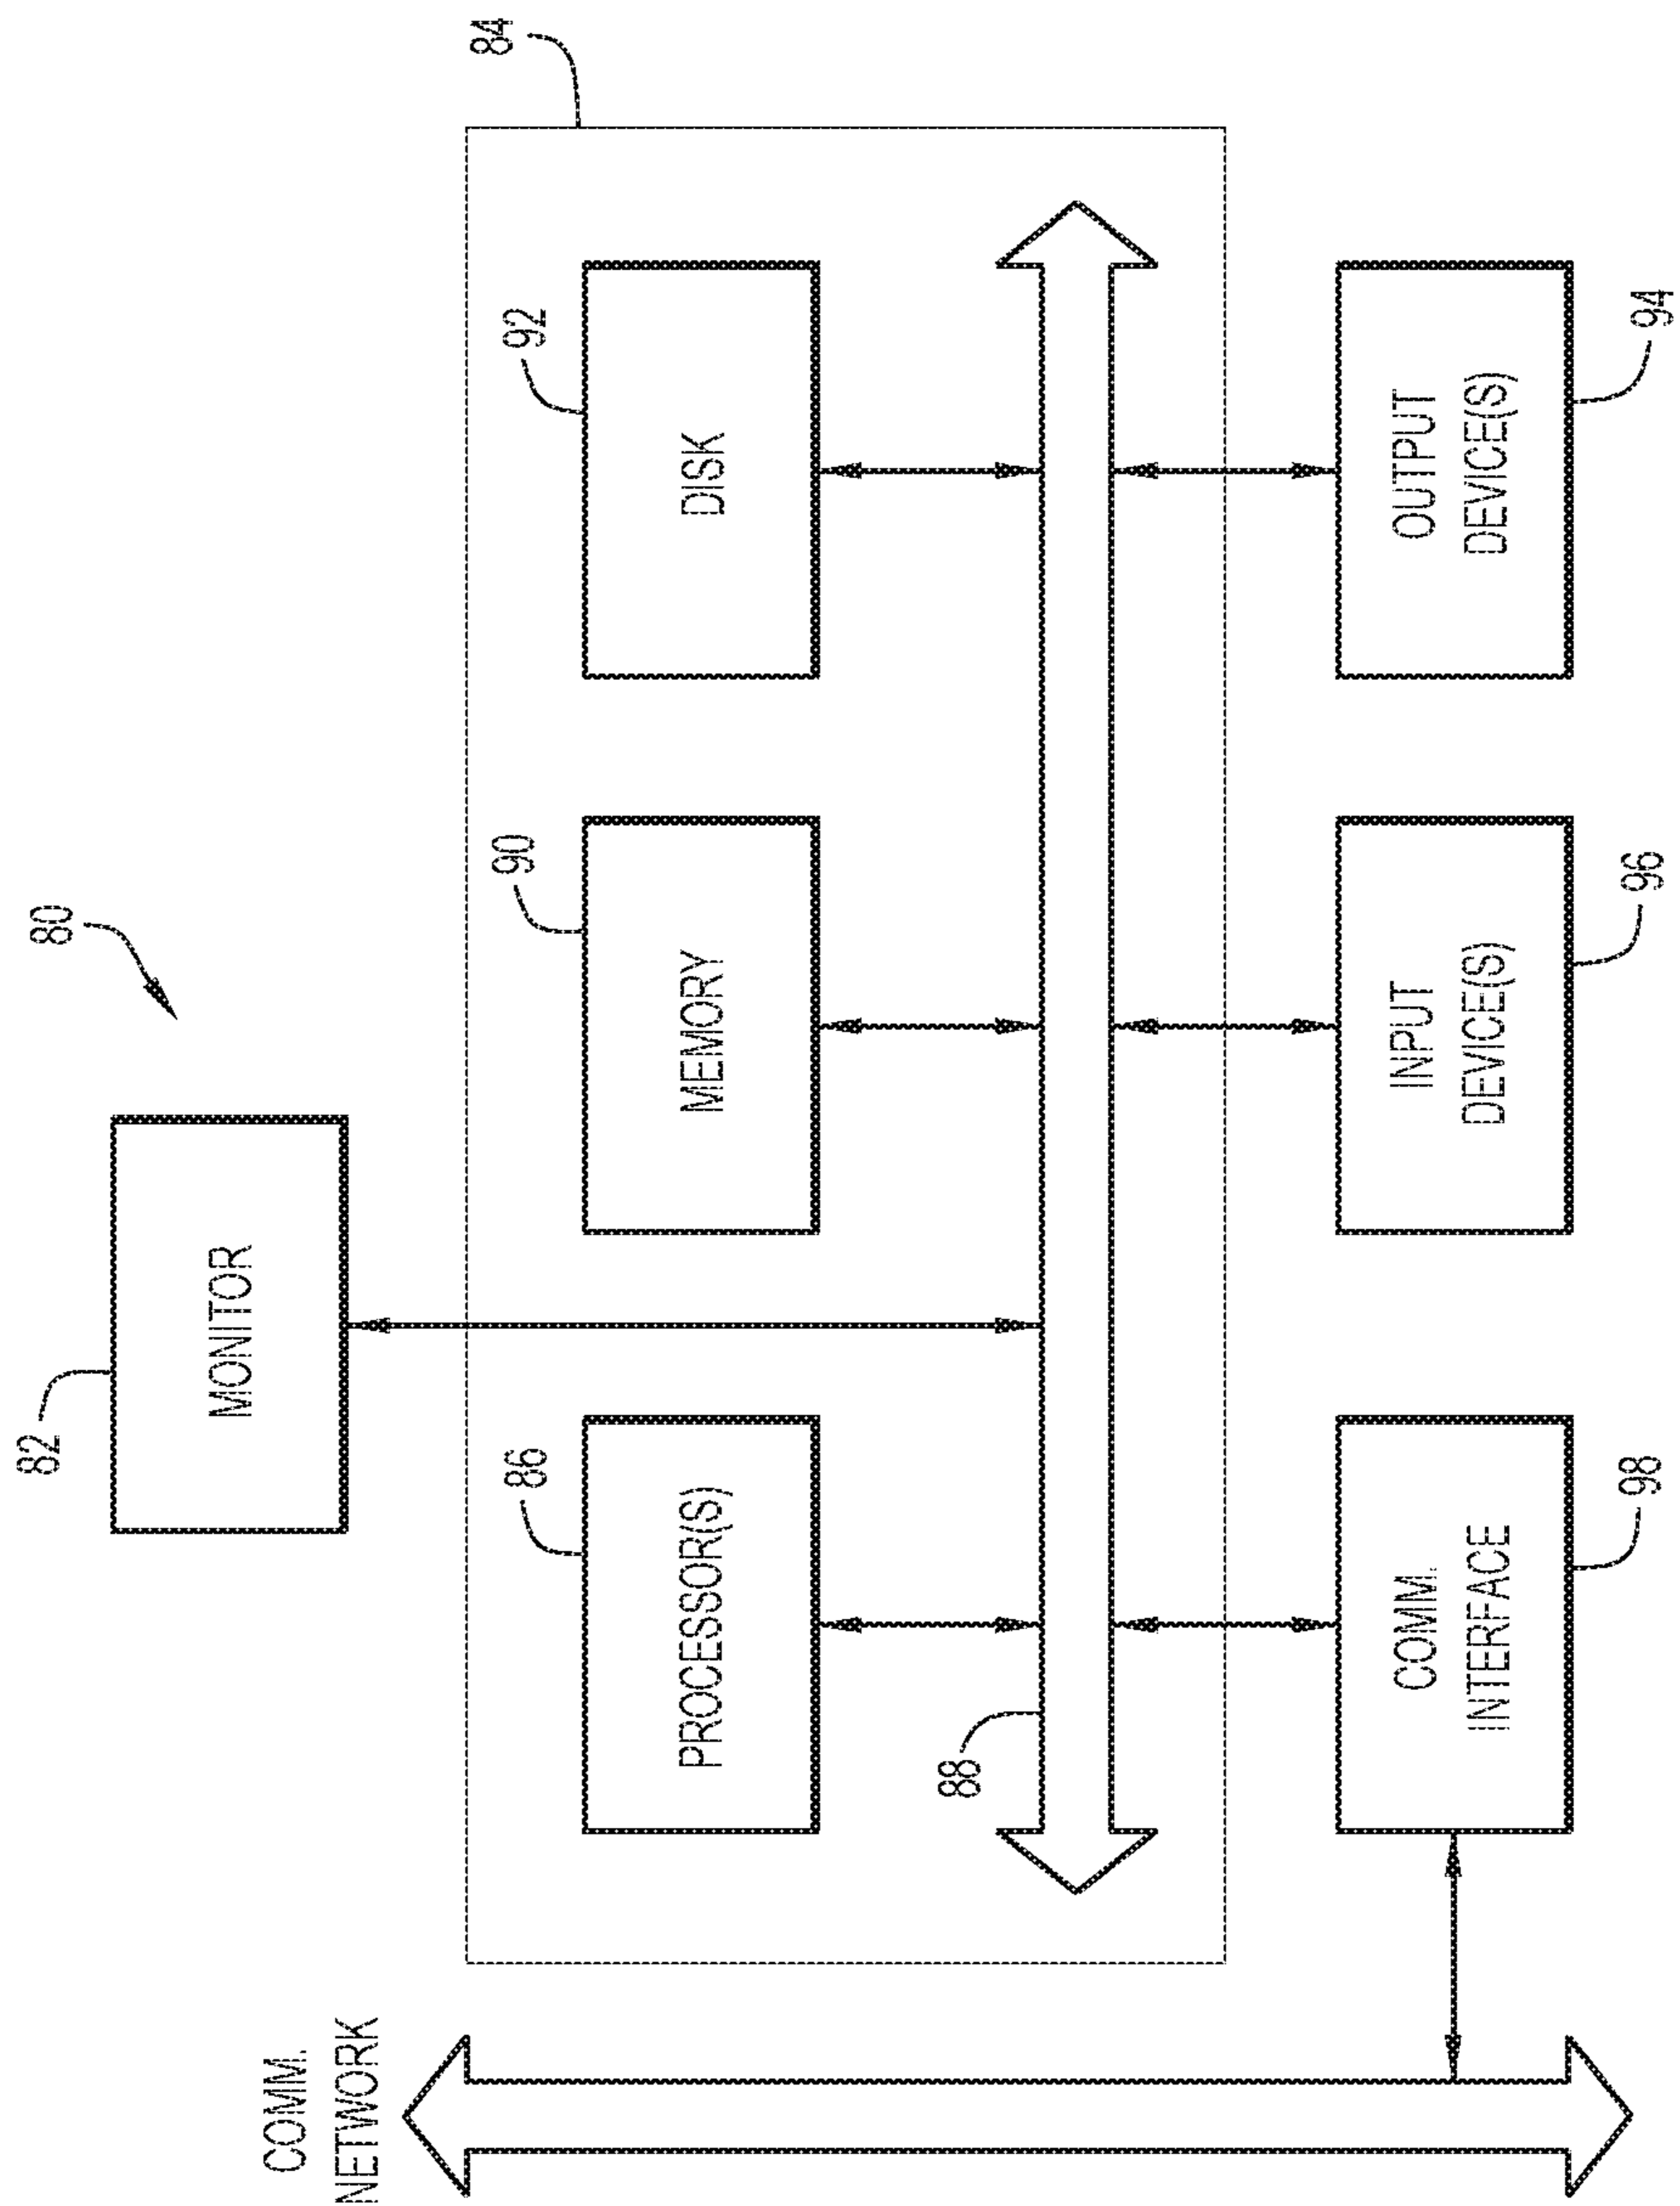 80
82
MONITOR
84
86
PROCESSOR(S)
90
MEMORY
92
DISK
88
COMM.
NETWORK
COMM.
INTERFACE
98
INPUT
DEVICE(S)
96
OUTPUT
DEVICE(S)
94